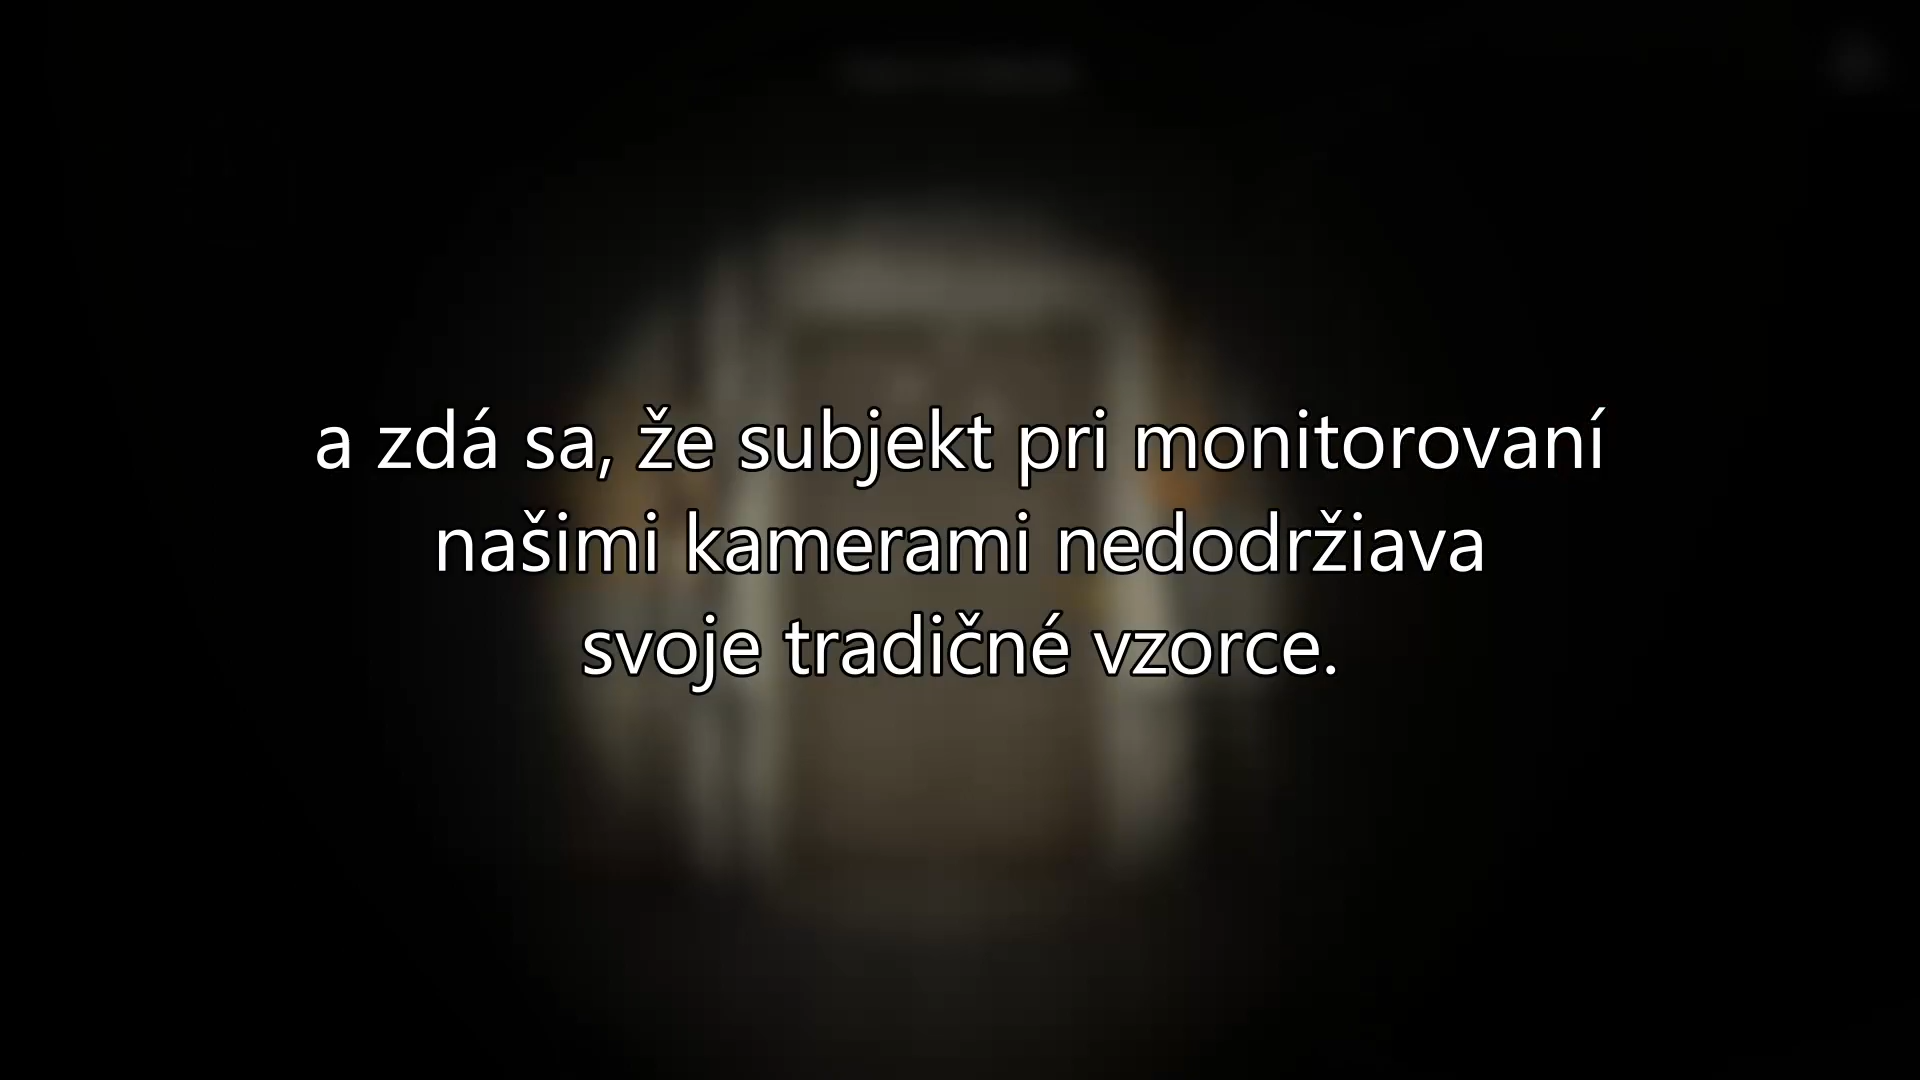 a zdá sa, že subjekt pri monitorovaní
našimi kamerami nedodržiava
svoje tradičné vzorce.